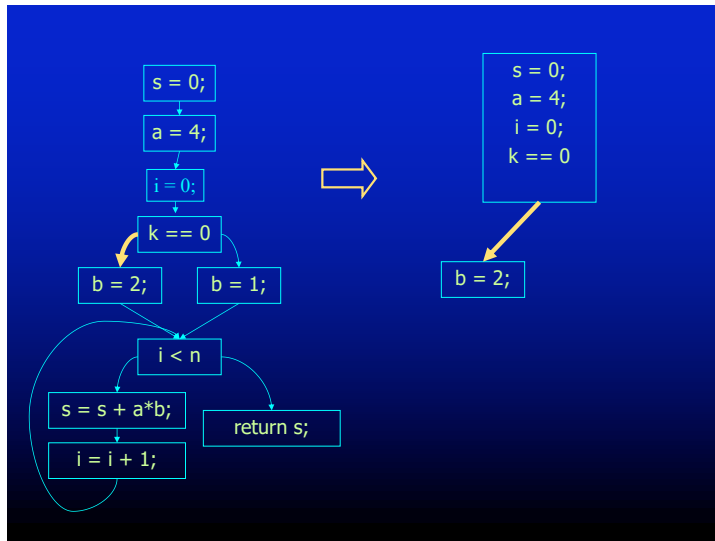 s = 0;
a = 4;
i = 0;
k == 0
b = 2;
b = 1;
i < n
s = s + a*b;
return s;
i = i + 1;
s = 0;
a = 4;
i = 0;
k == 0
b = 2;